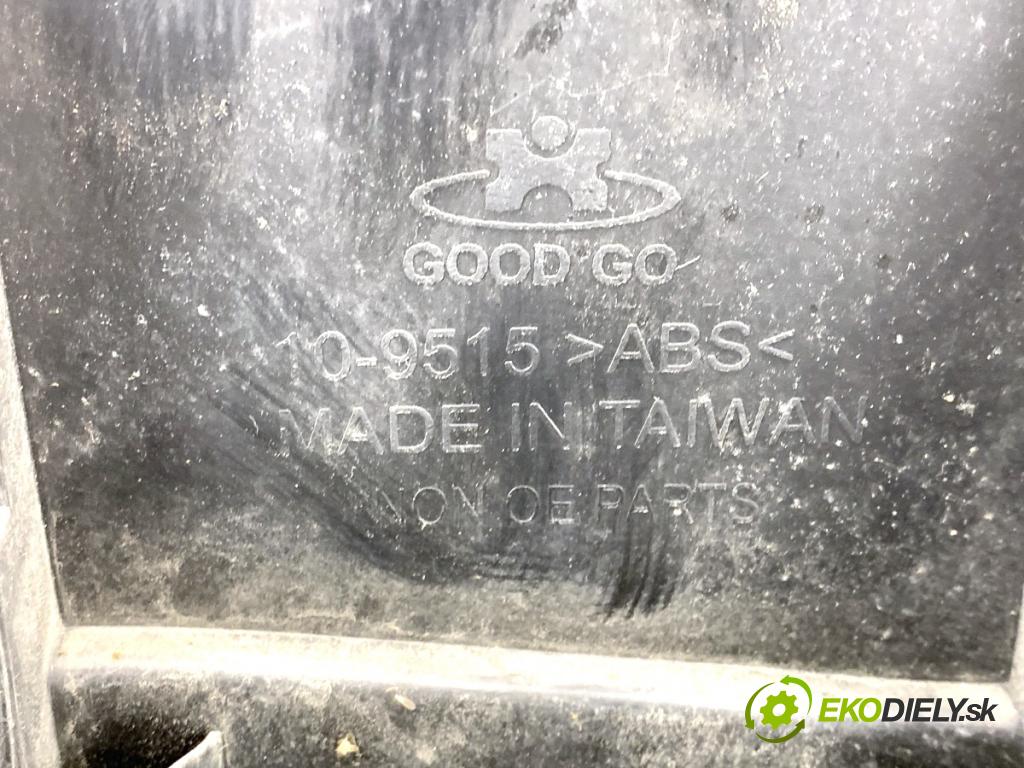 GOOD GO
10-9515 >ABS<
MADE IN TAIWAN
NON OE PARTS
EKODIELY.sk